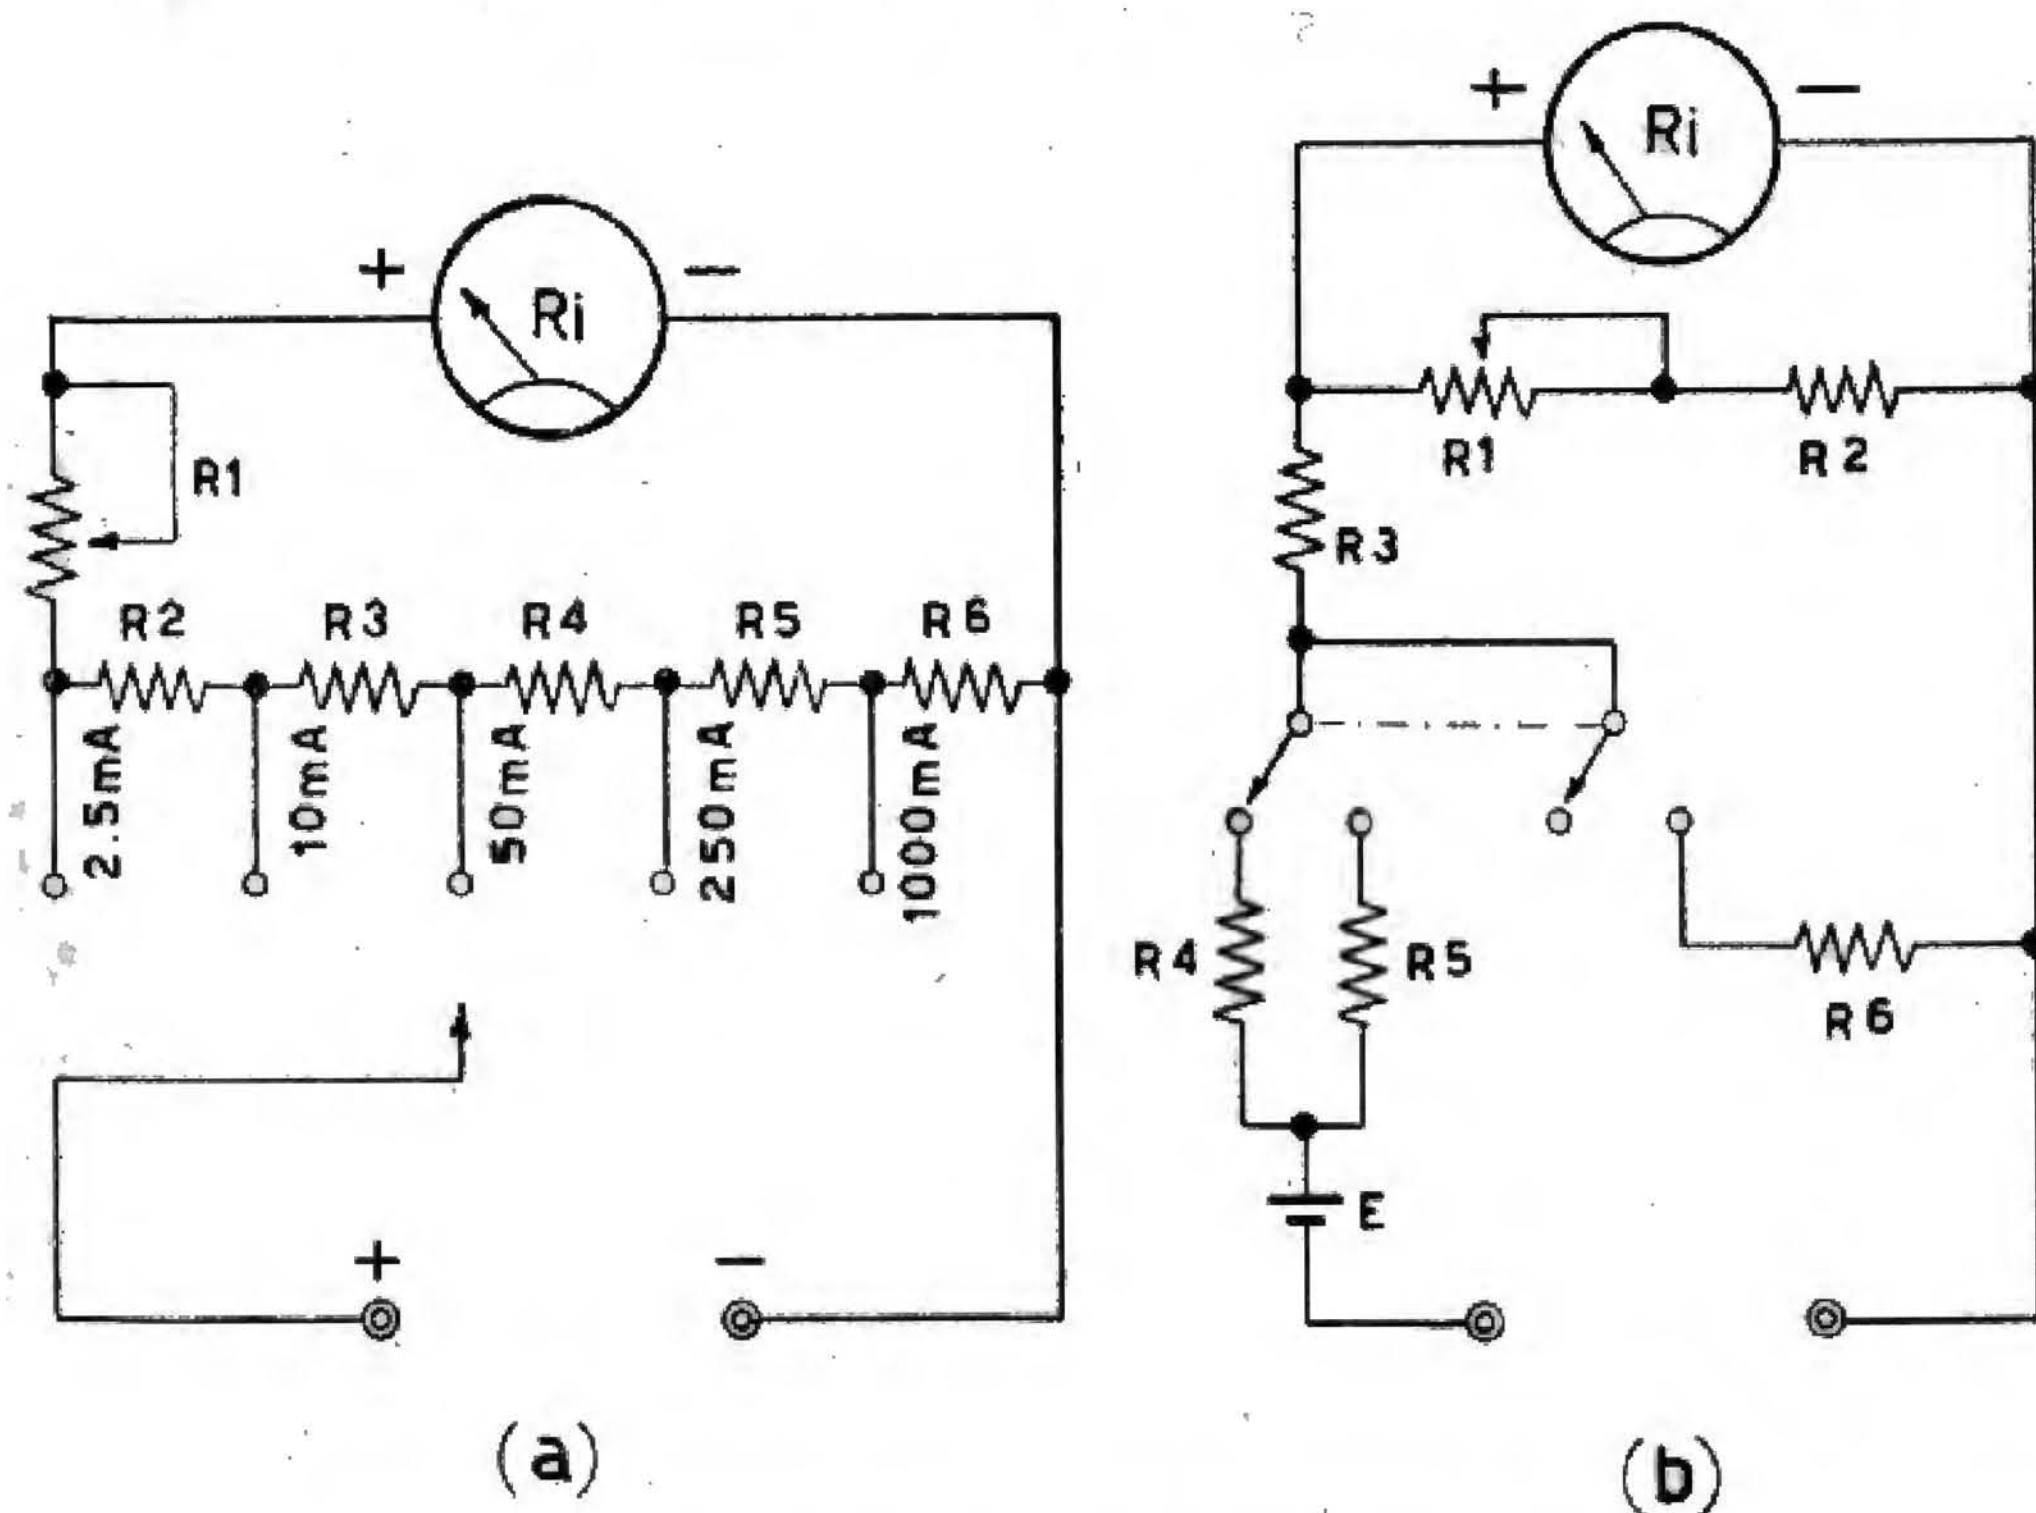 + Ri −
R1
R2 R3 R4 R5 R6
2.5mA 10mA 50mA 250mA 1000mA
+ −
(a)
+ Ri −
R1 R2
R3
R4 R5
R6
E
(b)